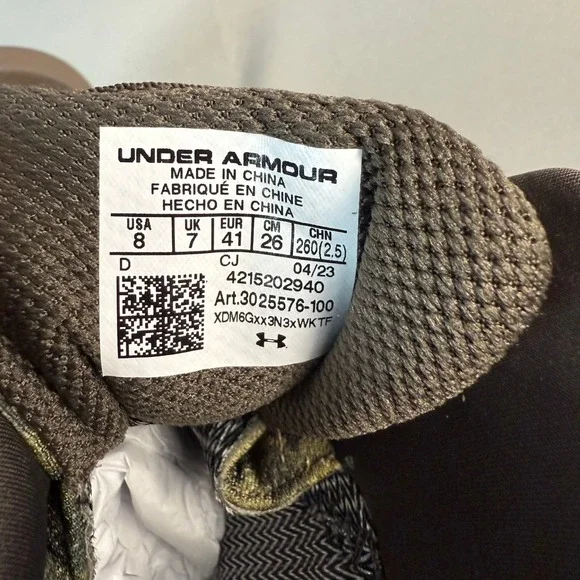 UNDER ARMOUR
MADE IN CHINA
FABRIQUÉ EN CHINE
HECHO EN CHINA
USA UK EUR CM CHN
8 7 41 26 260(2.5)
D CJ 04/23
4215202940
Art.3025576-100
XDM6Gxx3N3xWKTF